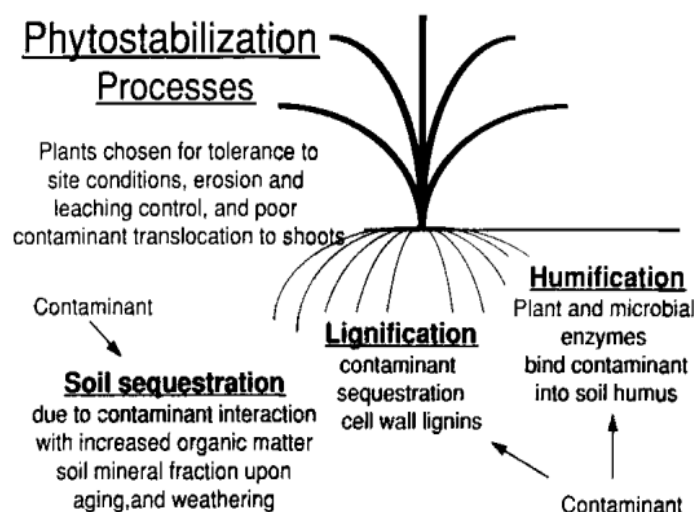 Phytostabilization
Processes
Plants chosen for tolerance to
site conditions, erosion and
leaching control, and poor
contaminant translocation to shoots
Contaminant
Soil sequestration
due to contaminant interaction
with increased organic matter
soil mineral fraction upon
aging,and weathering
Lignification
contaminant
sequestration
cell wall lignins
Humification
Plant and microbial
enzymes
bind contaminant
into soil humus
Contaminant